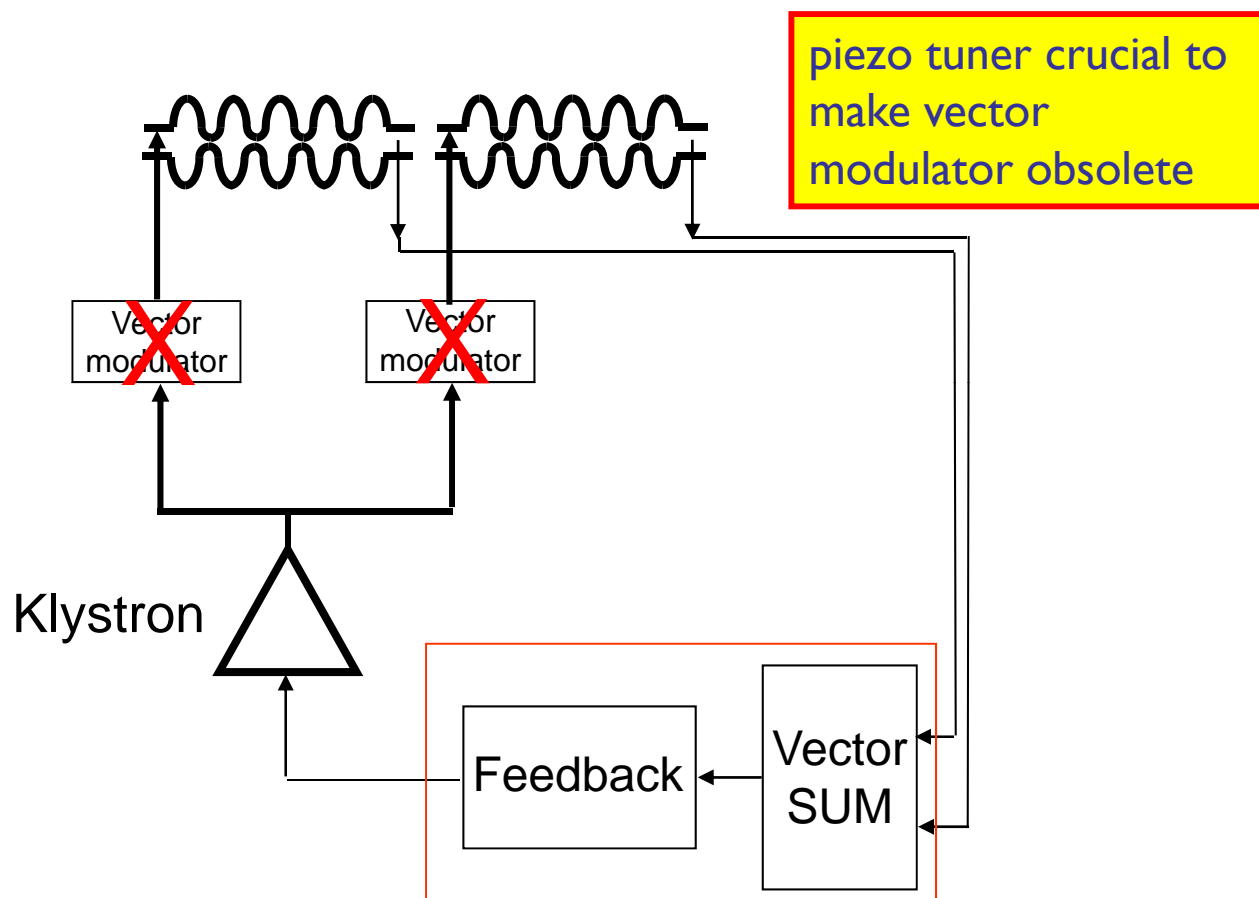 piezo tuner crucial to
make vector
modulator obsolete
Vector
modulator
Vector
modulator
Klystron
Feedback
Vector
SUM